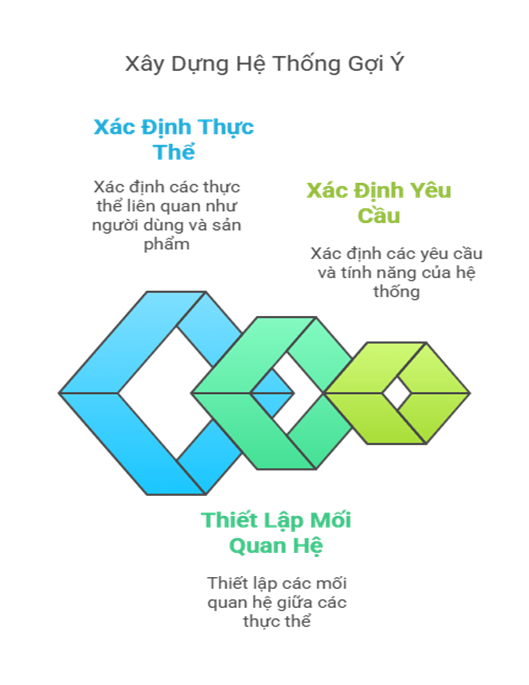 Xây Dựng Hệ Thống Gợi Ý
Xác Định Thực
Thể
Xác định các thực
thể liên quan như
người dùng và sản
phẩm
Xác Định Yêu
Cầu
Xác định các yêu cầu
và tính năng của hệ
thống
Thiết Lập Mối
Quan Hệ
Thiết lập các mối
quan hệ giữa các
thực thể